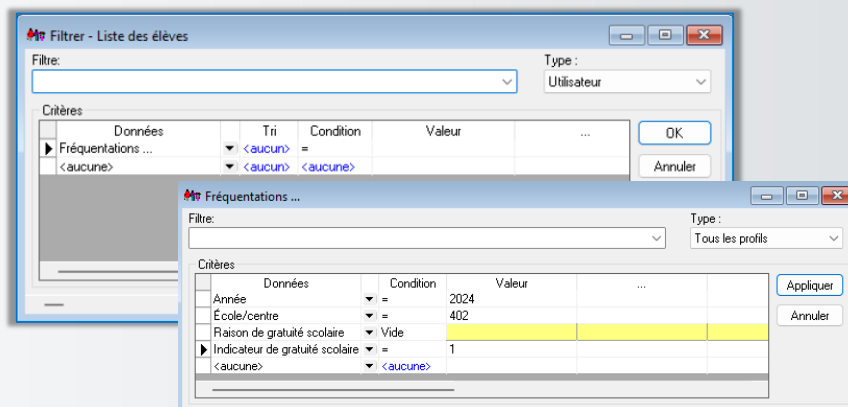 Filtrer - Liste des élèves
Filtre: Type :
Utilisateur
Critères
Données Tri Condition Valeur ...
Fréquentations ... <aucun> =
<aucune> <aucun> <aucune>
OK
Annuler
Fréquentations ...
Filtre: Type :
Tous les profils
Critères
Données Condition Valeur ...
Année = 2024
École/centre = 402
Raison de gratuité scolaire Vide
Indicateur de gratuité scolaire = 1
<aucune> <aucune>
Appliquer
Annuler